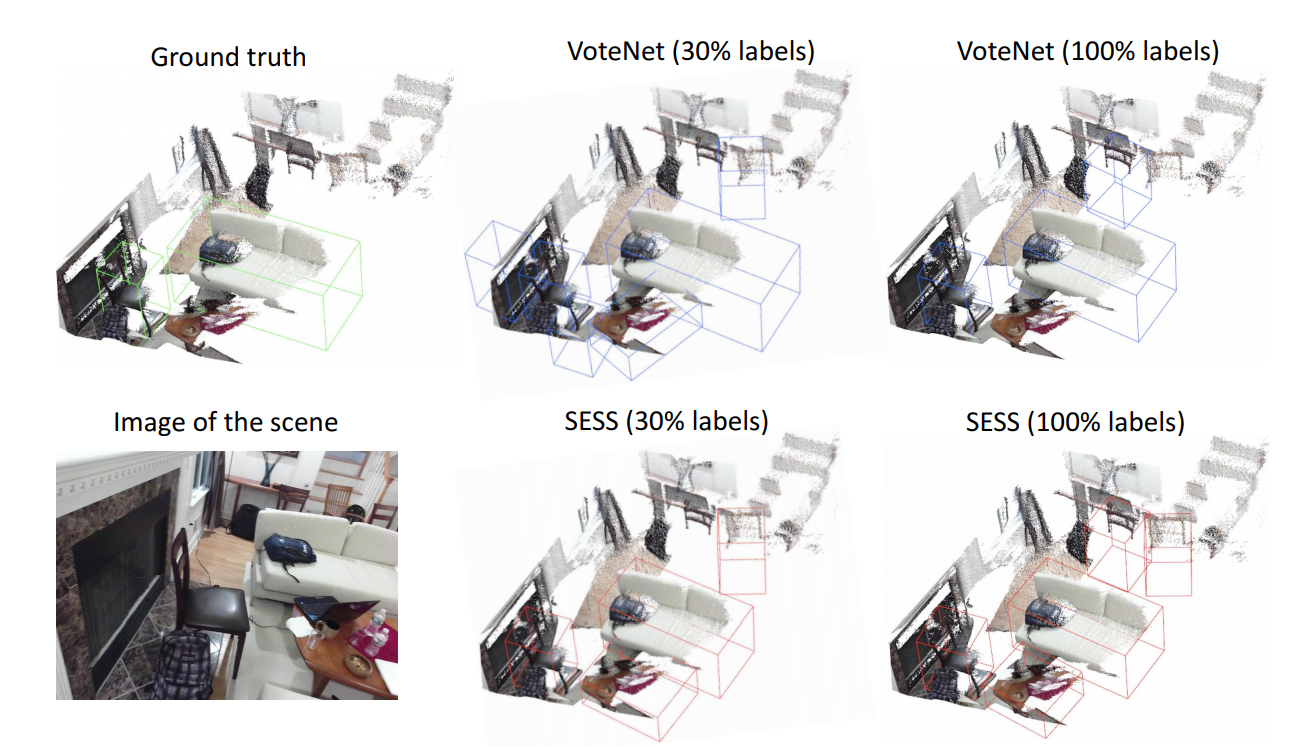 Ground truth
VoteNet (30% labels)
VoteNet (100% labels)
Image of the scene
SESS (30% labels)
SESS (100% labels)